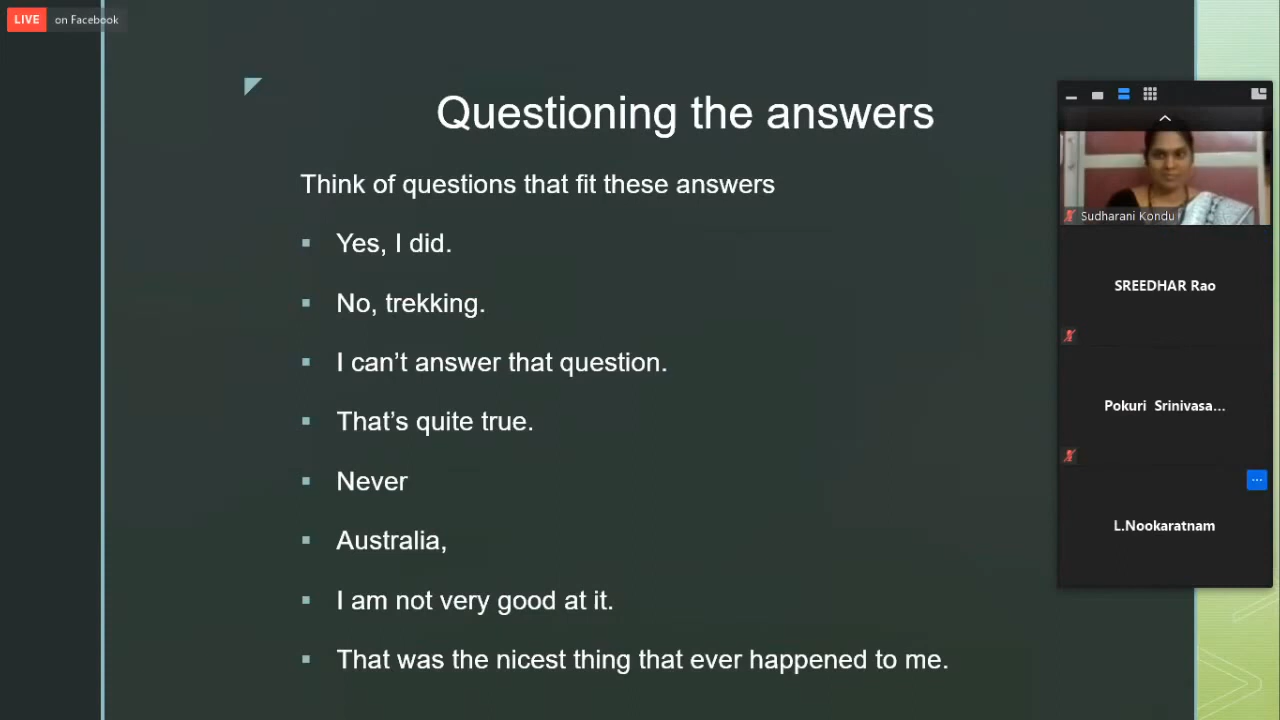 LIVE on Facebook
Questioning the answers
Think of questions that fit these answers
▪ Yes, I did.
▪ No, trekking.
▪ I can’t answer that question.
▪ That’s quite true.
▪ Never
▪ Australia,
▪ I am not very good at it.
▪ That was the nicest thing that ever happened to me.
Sudharani Kondu
SREEDHAR Rao
Pokuri Srinivasa...
L.Nookaratnam